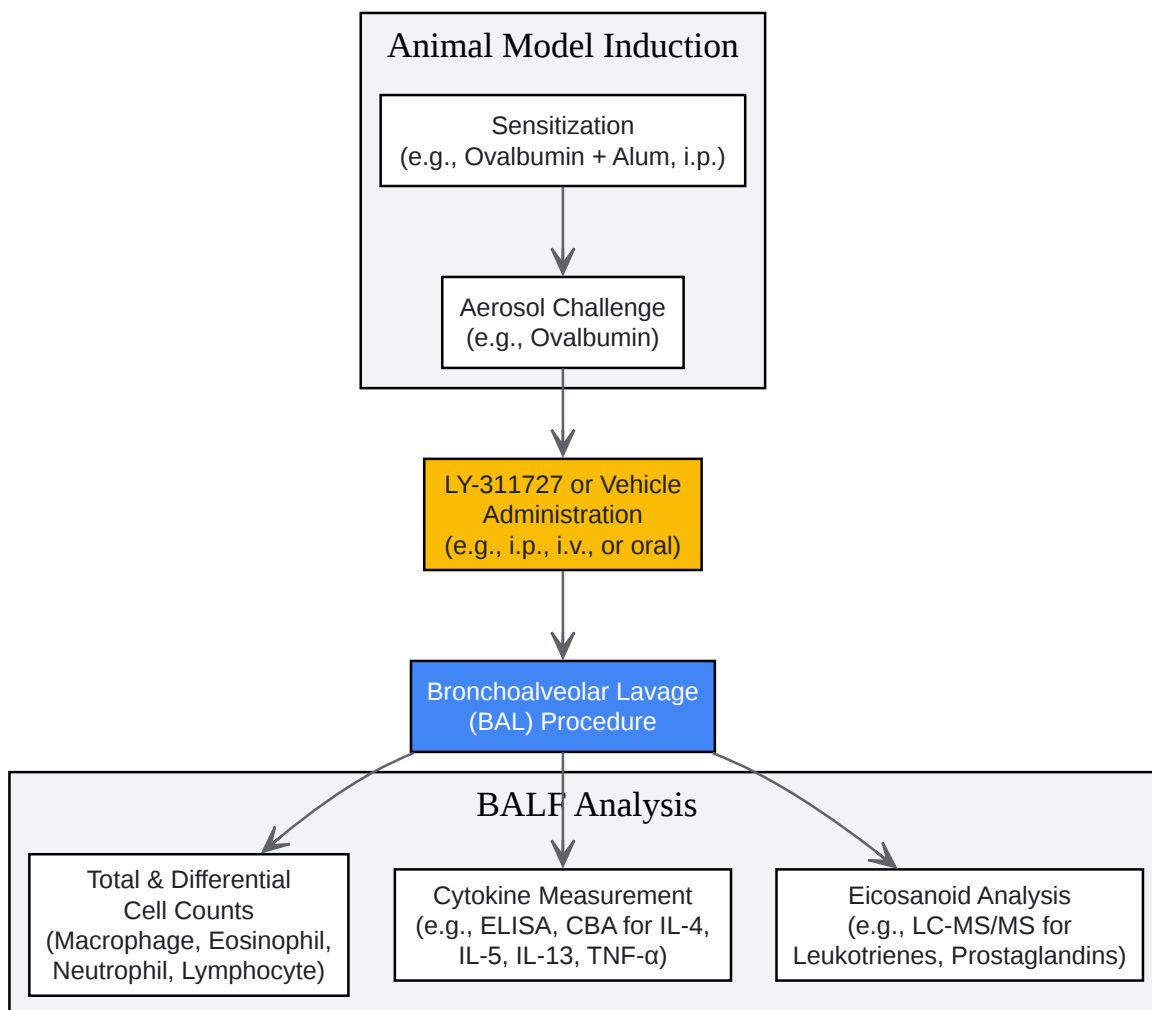 Animal Model Induction
Sensitization
(e.g., Ovalbumin + Alum, i.p.)
Aerosol Challenge
(e.g., Ovalbumin)
LY-311727 or Vehicle
Administration
(e.g., i.p., i.v., or oral)
Bronchoalveolar Lavage
(BAL) Procedure
BALF Analysis
Total & Differential
Cell Counts
(Macrophage, Eosinophil,
Neutrophil, Lymphocyte)
Cytokine Measurement
(e.g., ELISA, CBA for IL-4,
IL-5, IL-13, TNF-α)
Eicosanoid Analysis
(e.g., LC-MS/MS for
Leukotrienes, Prostaglandins)